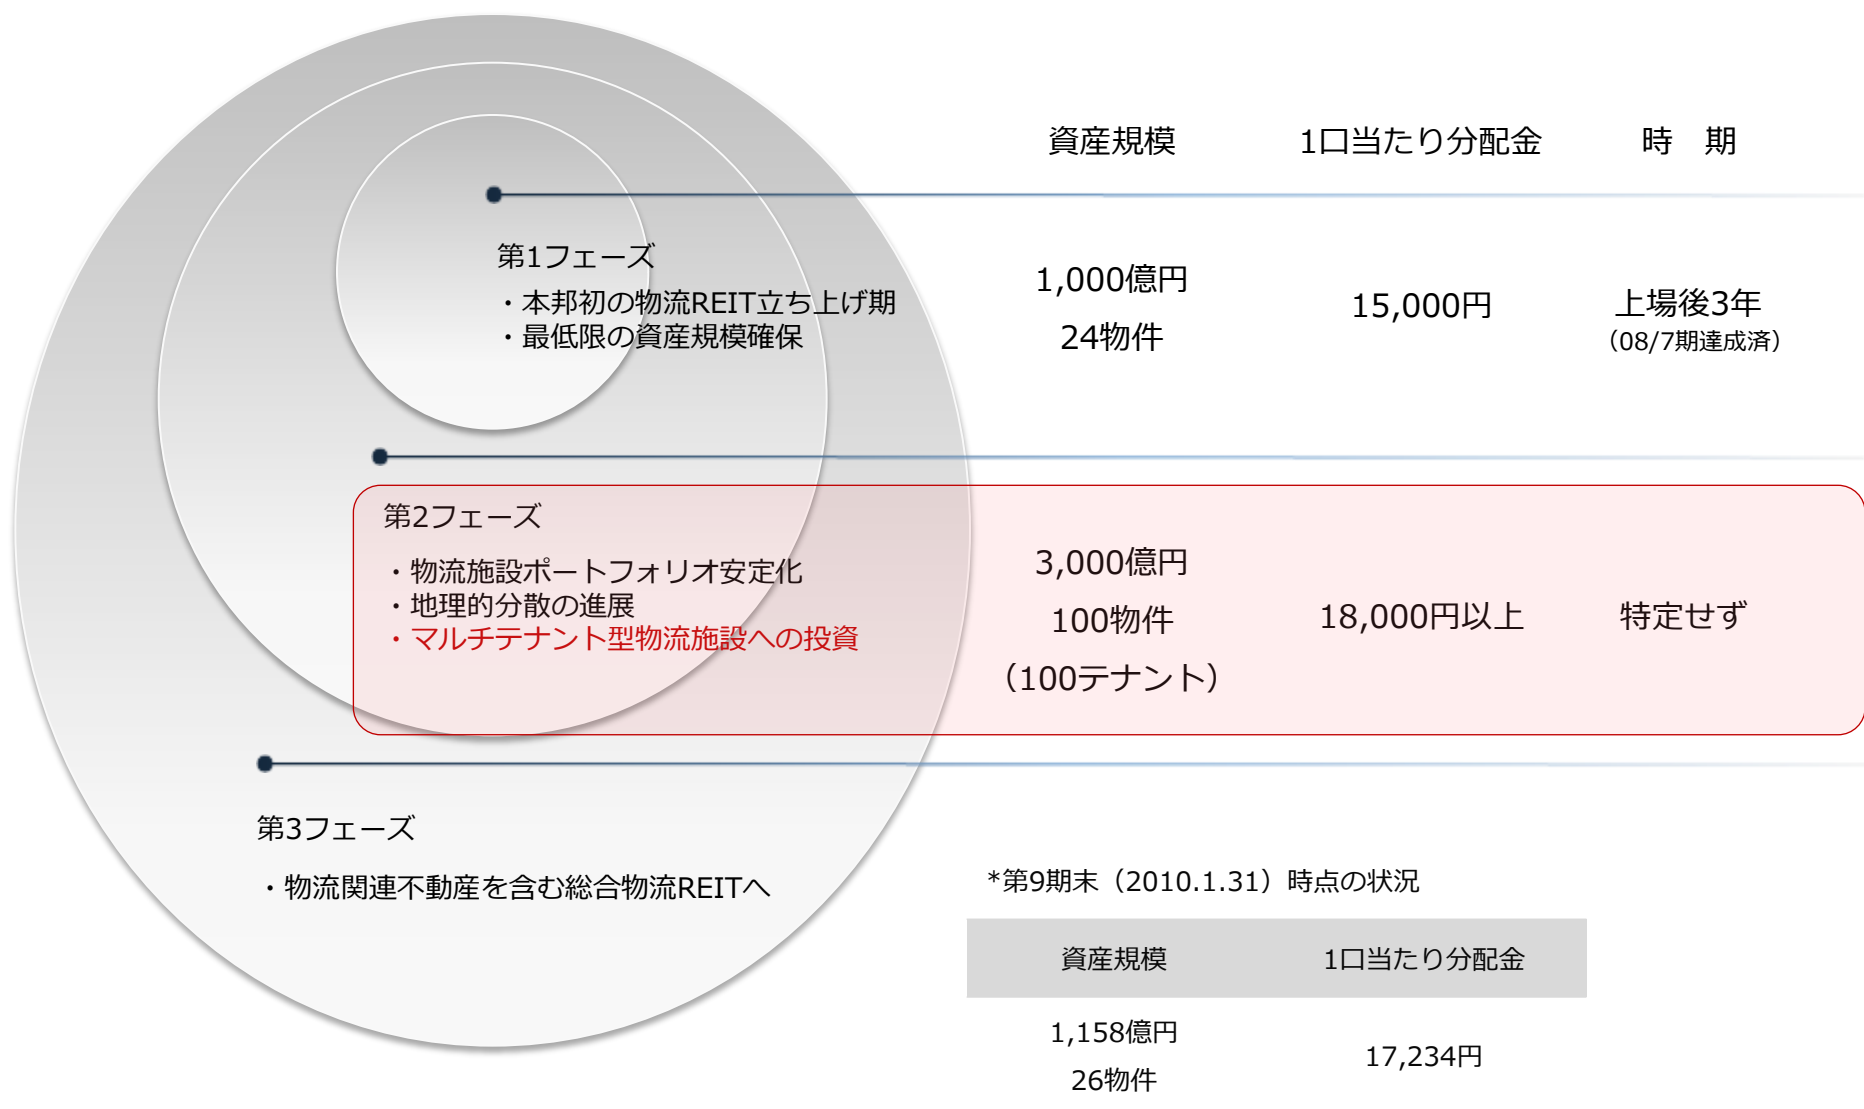 資産規模　1口当たり分配金　時　期
第1フェーズ
・本邦初の物流REIT立ち上げ期
・最低限の資産規模確保
1,000億円
24物件
15,000円
上場後3年
（08/7期達成済）
第2フェーズ
・物流施設ポートフォリオ安定化
・地理的分散の進展
・マルチテナント型物流施設への投資
3,000億円
100物件
（100テナント）
18,000円以上
特定せず
第3フェーズ
・物流関連不動産を含む総合物流REITへ
*第9期末（2010.1.31）時点の状況
資産規模　1口当たり分配金
1,158億円
26物件
17,234円